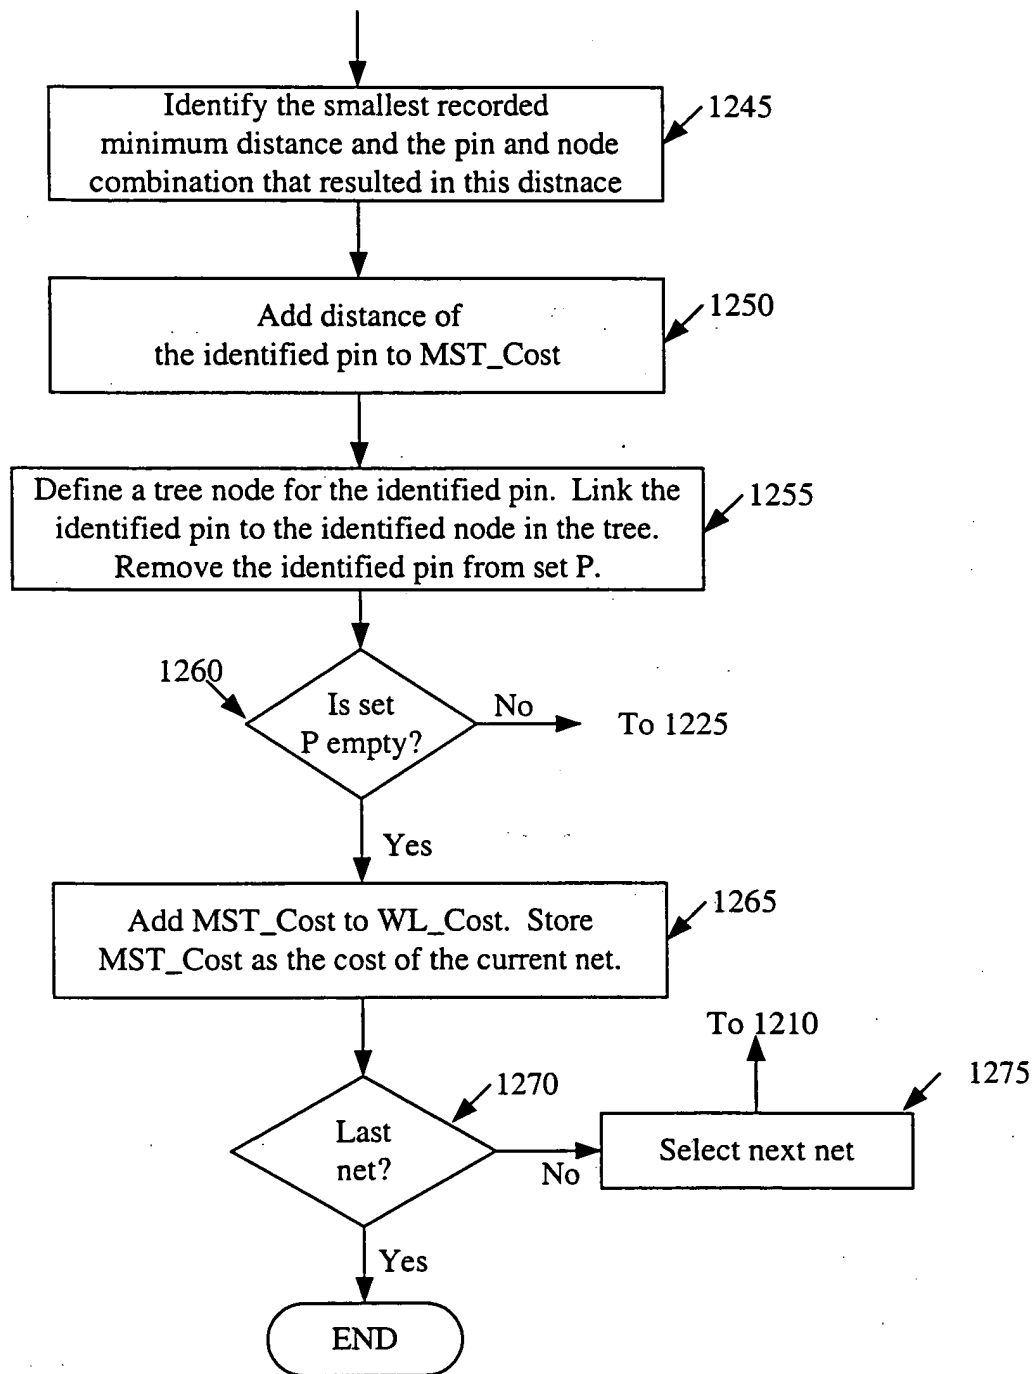 Identify the smallest recorded
minimum distance and the pin and node
combination that resulted in this distnace
1245
Add distance of
the identified pin to MST_Cost
1250
Define a tree node for the identified pin. Link the
identified pin to the identified node in the tree.
Remove the identified pin from set P.
1255
1260
Is set
P empty?
No
To 1225
Yes
Add MST_Cost to WL_Cost. Store
MST_Cost as the cost of the current net.
1265
To 1210
1270
1275
Last
net?
No
Select next net
Yes
END